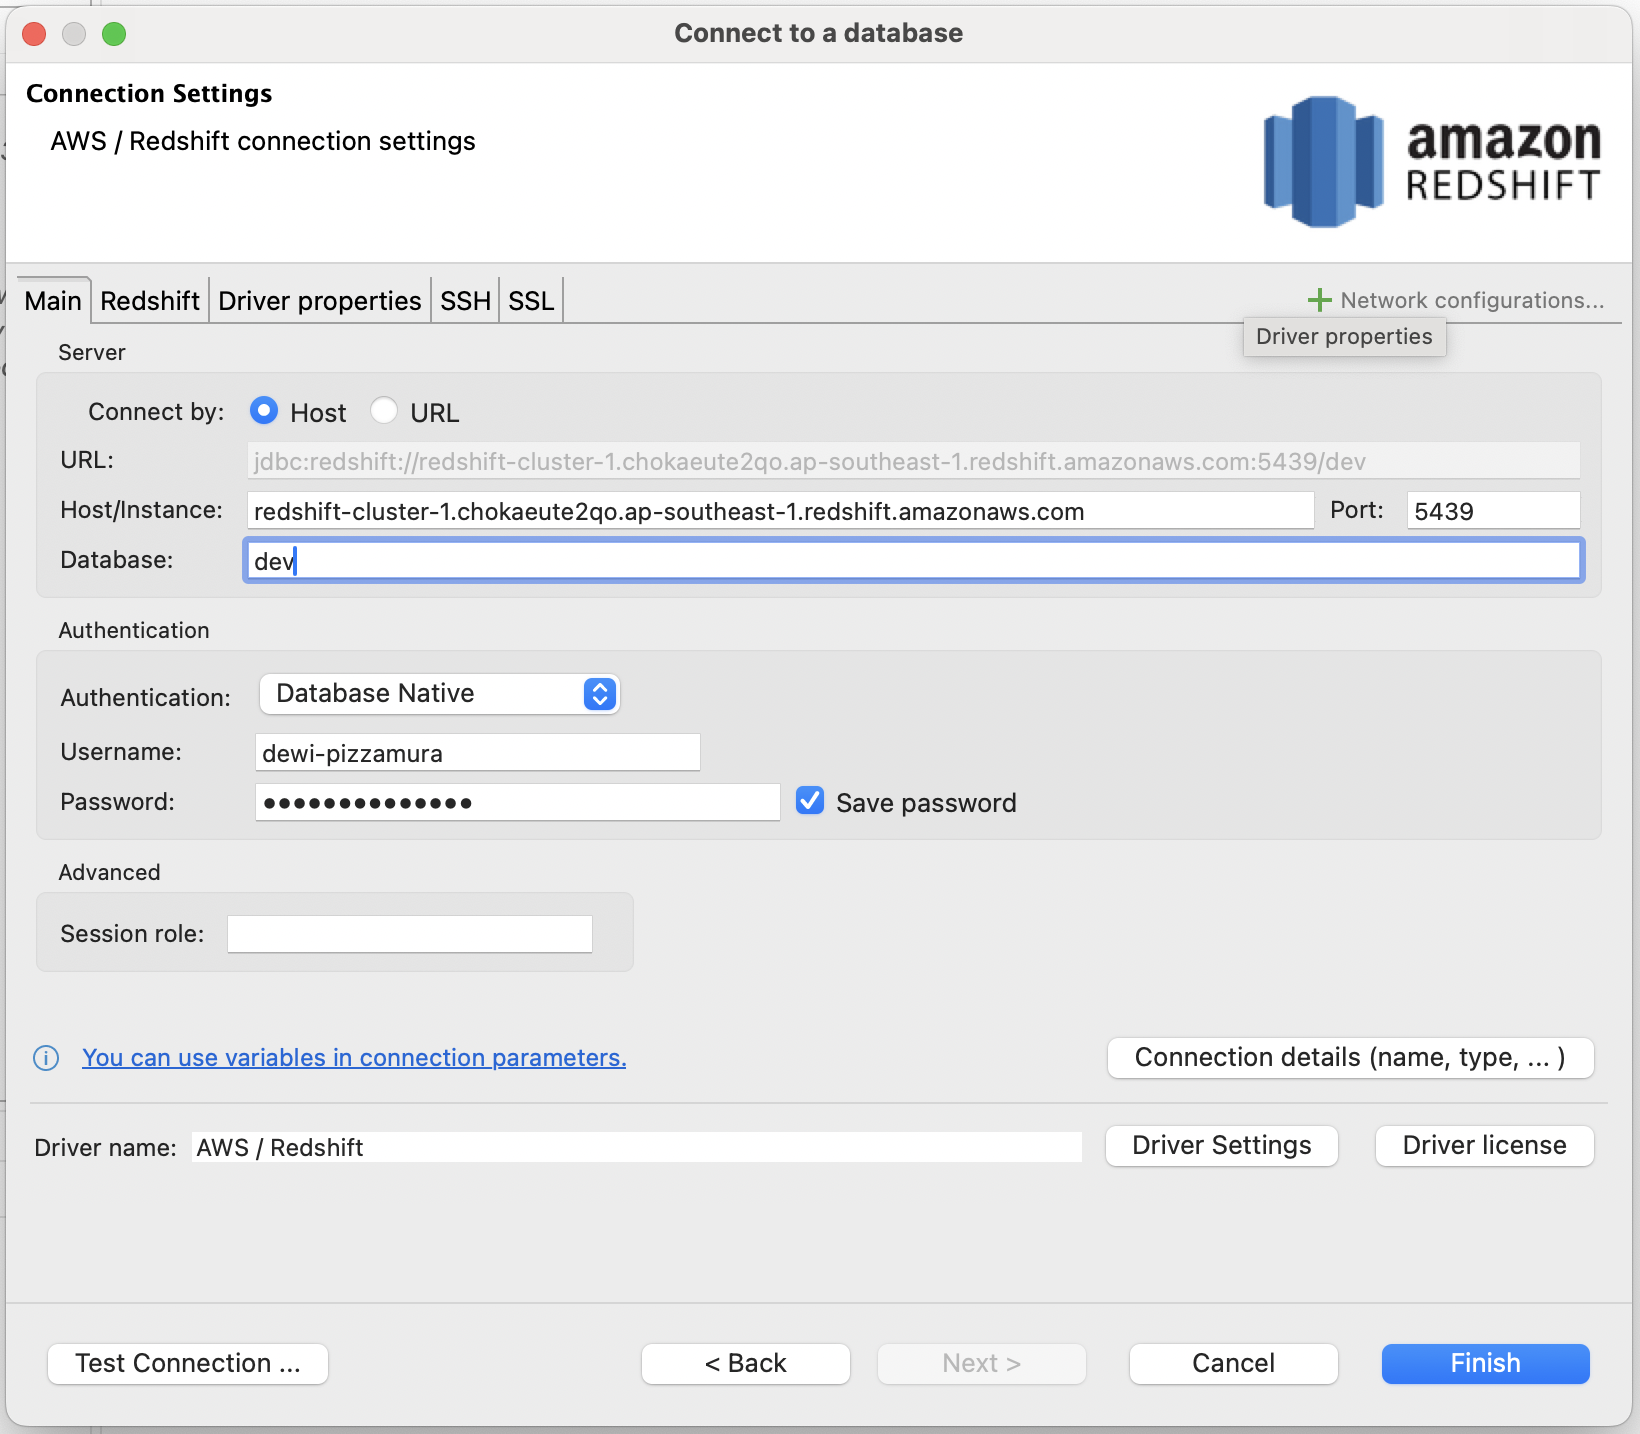 Connect to a database
Connection Settings
AWS / Redshift connection settings
amazon
REDSHIFT
Main Redshift Driver properties SSH SSL Network configurations...
Driver properties
Server
Connect by: Host URL
URL: jdbc:redshift://redshift-cluster-1.chokaeute2qo.ap-southeast-1.redshift.amazonaws.com:5439/dev
Host/Instance: redshift-cluster-1.chokaeute2qo.ap-southeast-1.redshift.amazonaws.com Port: 5439
Database: dev
Authentication
Authentication: Database Native
Username: dewi-pizzamura
Password: •••••••••••••• Save password
Advanced
Session role:
You can use variables in connection parameters. Connection details (name, type, ... )
Driver name: AWS / Redshift Driver Settings Driver license
Test Connection ... < Back Next > Cancel Finish